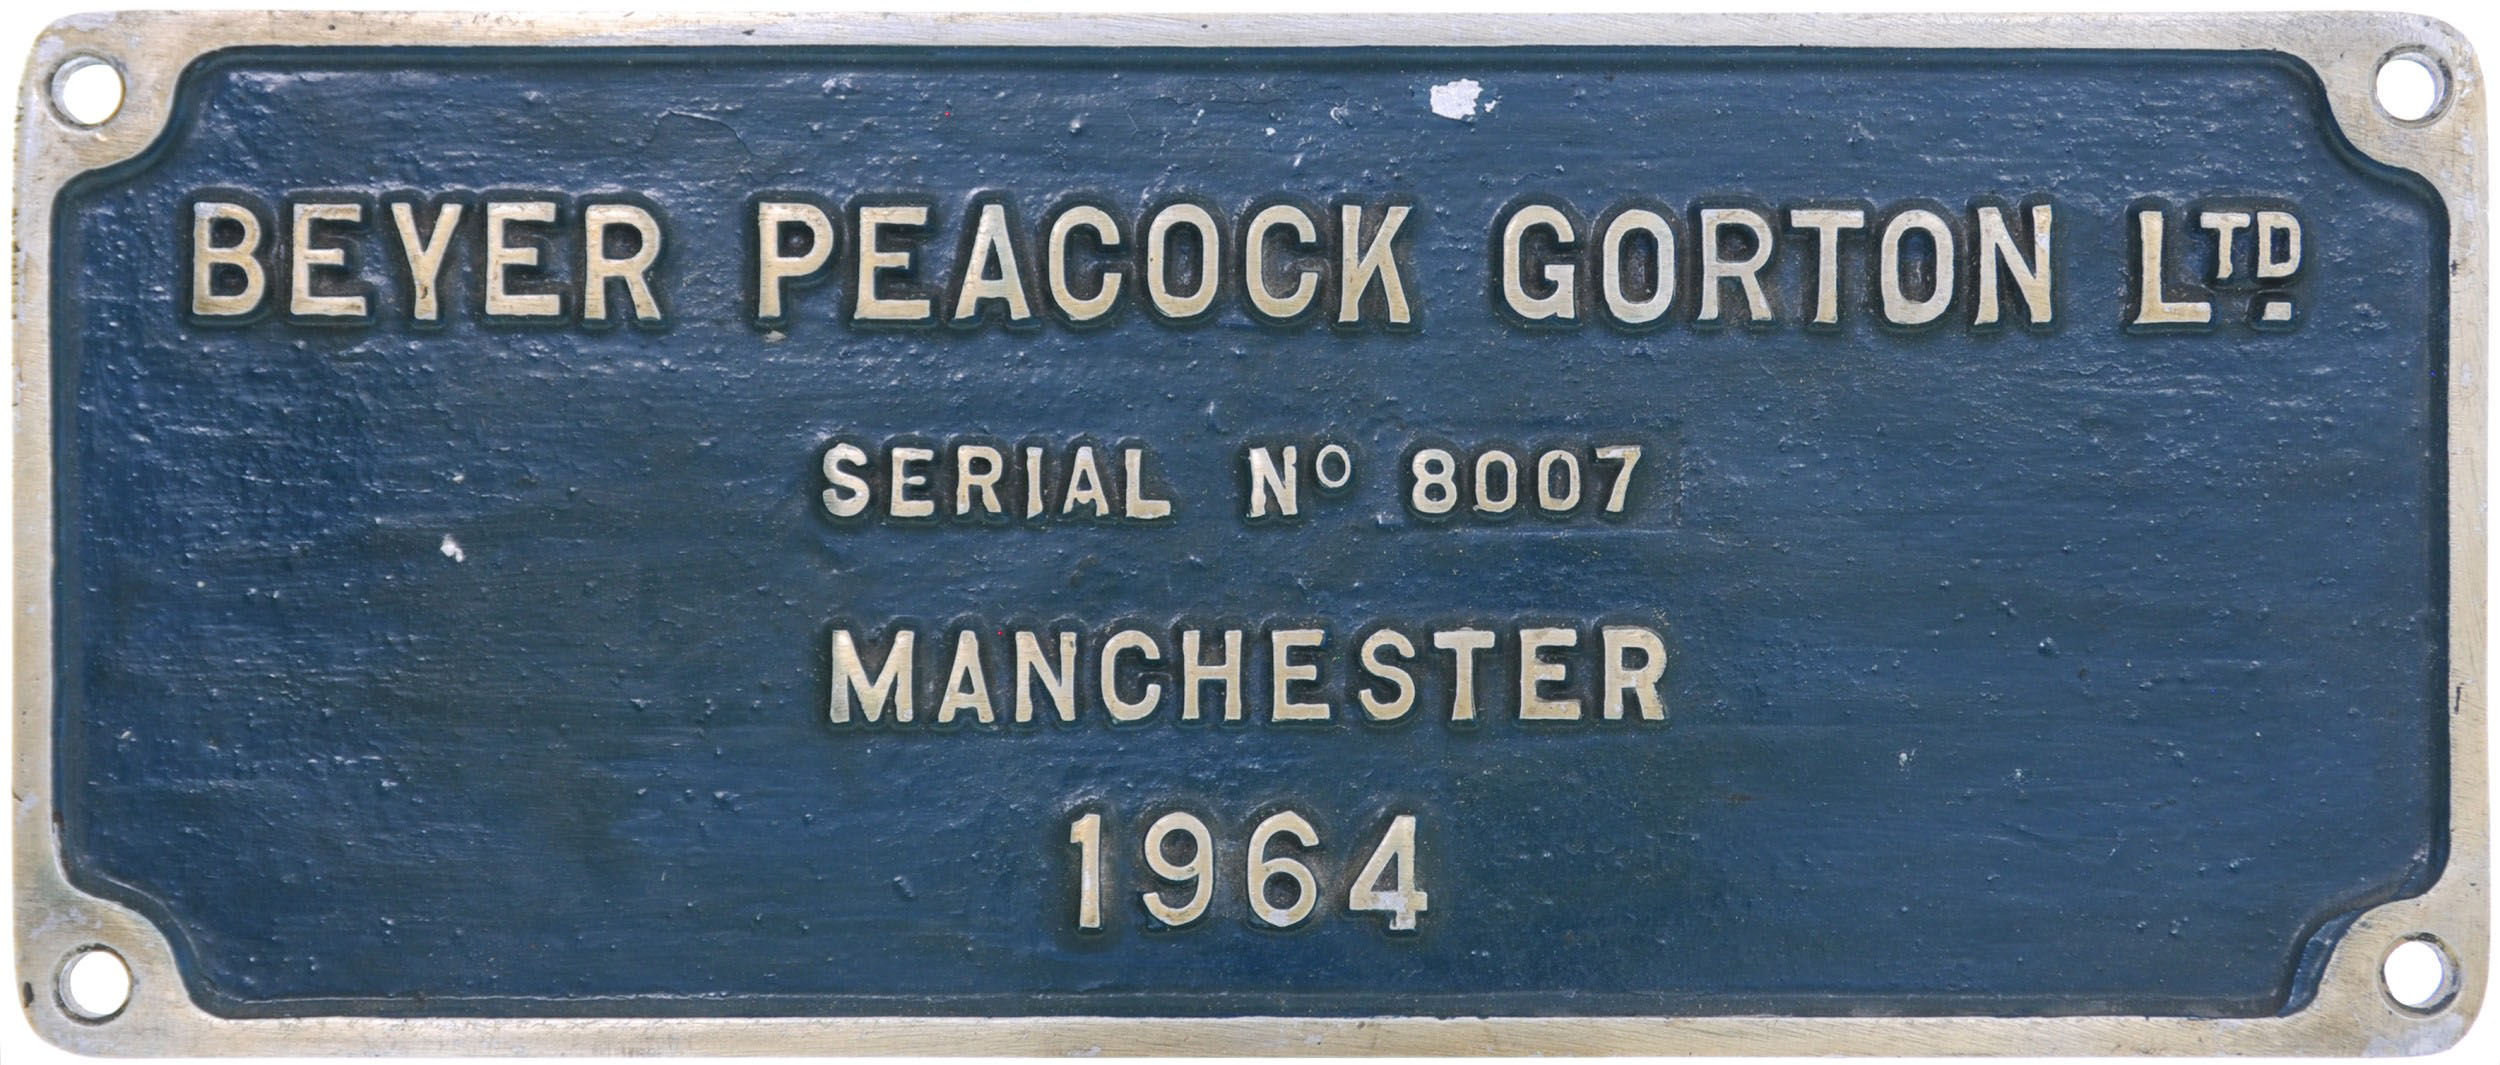 BEYER PEACOCK GORTON LTD.
SERIAL NO 8007
MANCHESTER
1964